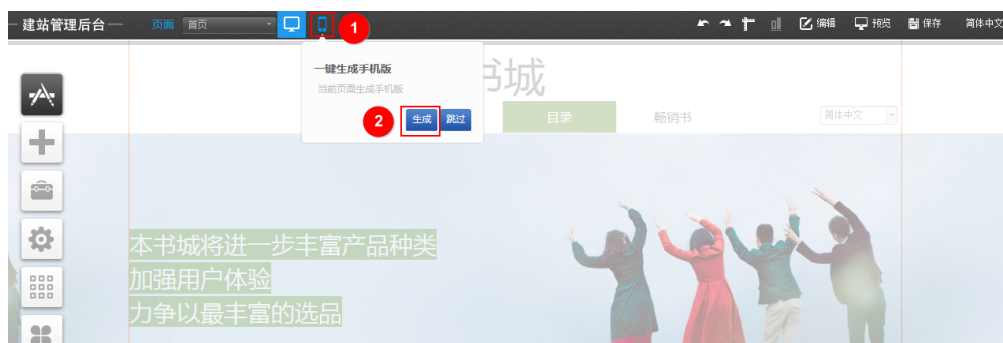 建站管理后台
页面 首页 1 编辑 预览 保存 简体中文
一键生成手机版
当前页面生成手机版
2 生成 跳过
书城
目录 畅销书 简体中文
本书城将进一步丰富产品种类
加强用户体验
力争以最丰富的选品